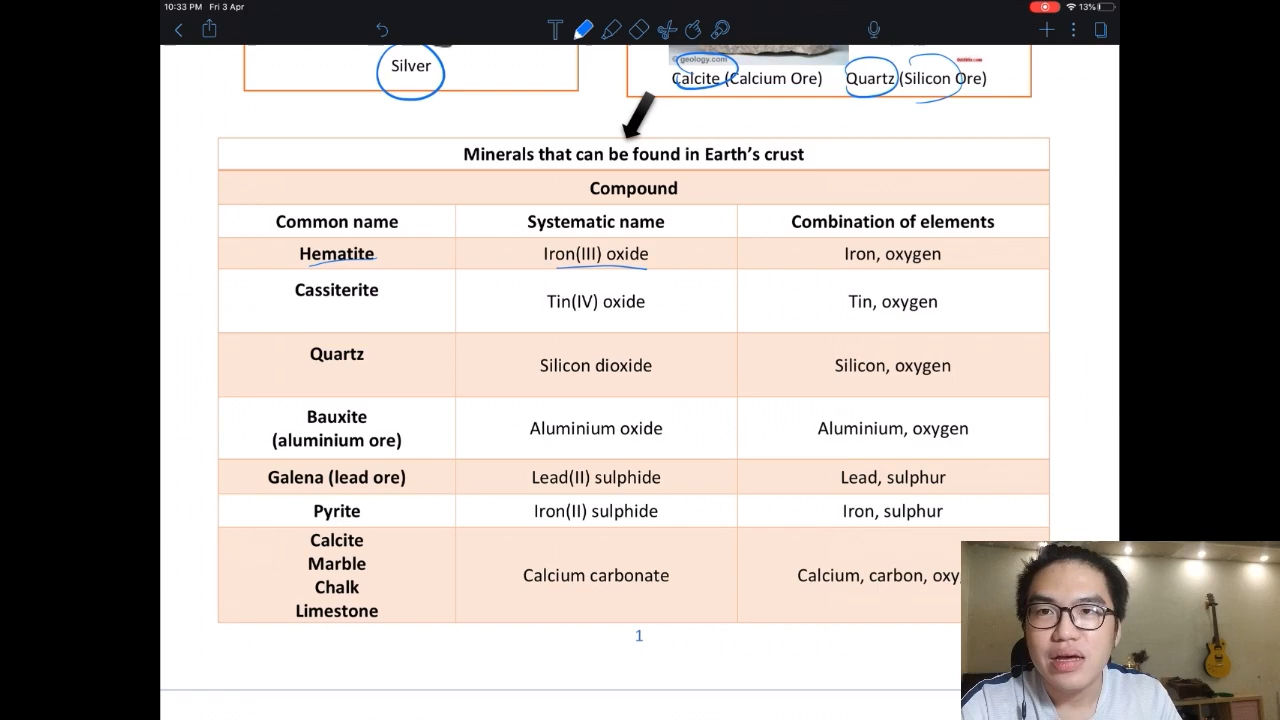 10:33 PM Fri 3 Apr
13%
Silver
© geology.com
Calcite (Calcium Ore) Quartz (Silicon Ore)
Minerals that can be found in Earth’s crust
Compound
Common name Systematic name Combination of elements
Hematite Iron(III) oxide Iron, oxygen
Cassiterite Tin(IV) oxide Tin, oxygen
Quartz Silicon dioxide Silicon, oxygen
Bauxite
(aluminium ore) Aluminium oxide Aluminium, oxygen
Galena (lead ore) Lead(II) sulphide Lead, sulphur
Pyrite Iron(II) sulphide Iron, sulphur
Calcite
Marble
Chalk
Limestone Calcium carbonate Calcium, carbon, oxy
1